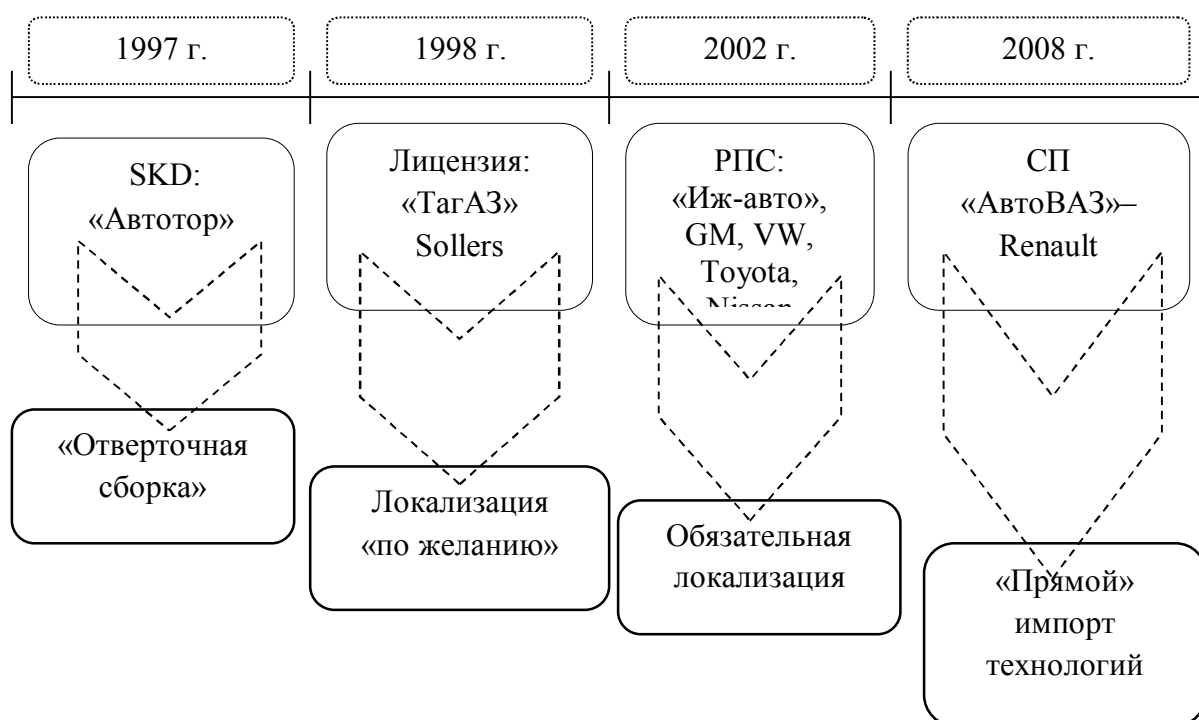 1997 г.
1998 г.
2002 г.
2008 г.
SKD:
«Автотор»
Лицензия:
«ТагАЗ»
Sollers
РПС:
«Иж-авто»,
GM, VW,
Toyota,
Nissan
СП
«АвтоВАЗ»–
Renault
«Отверточная
сборка»
Локализация
«по желанию»
Обязательная
локализация
«Прямой»
импорт
технологий